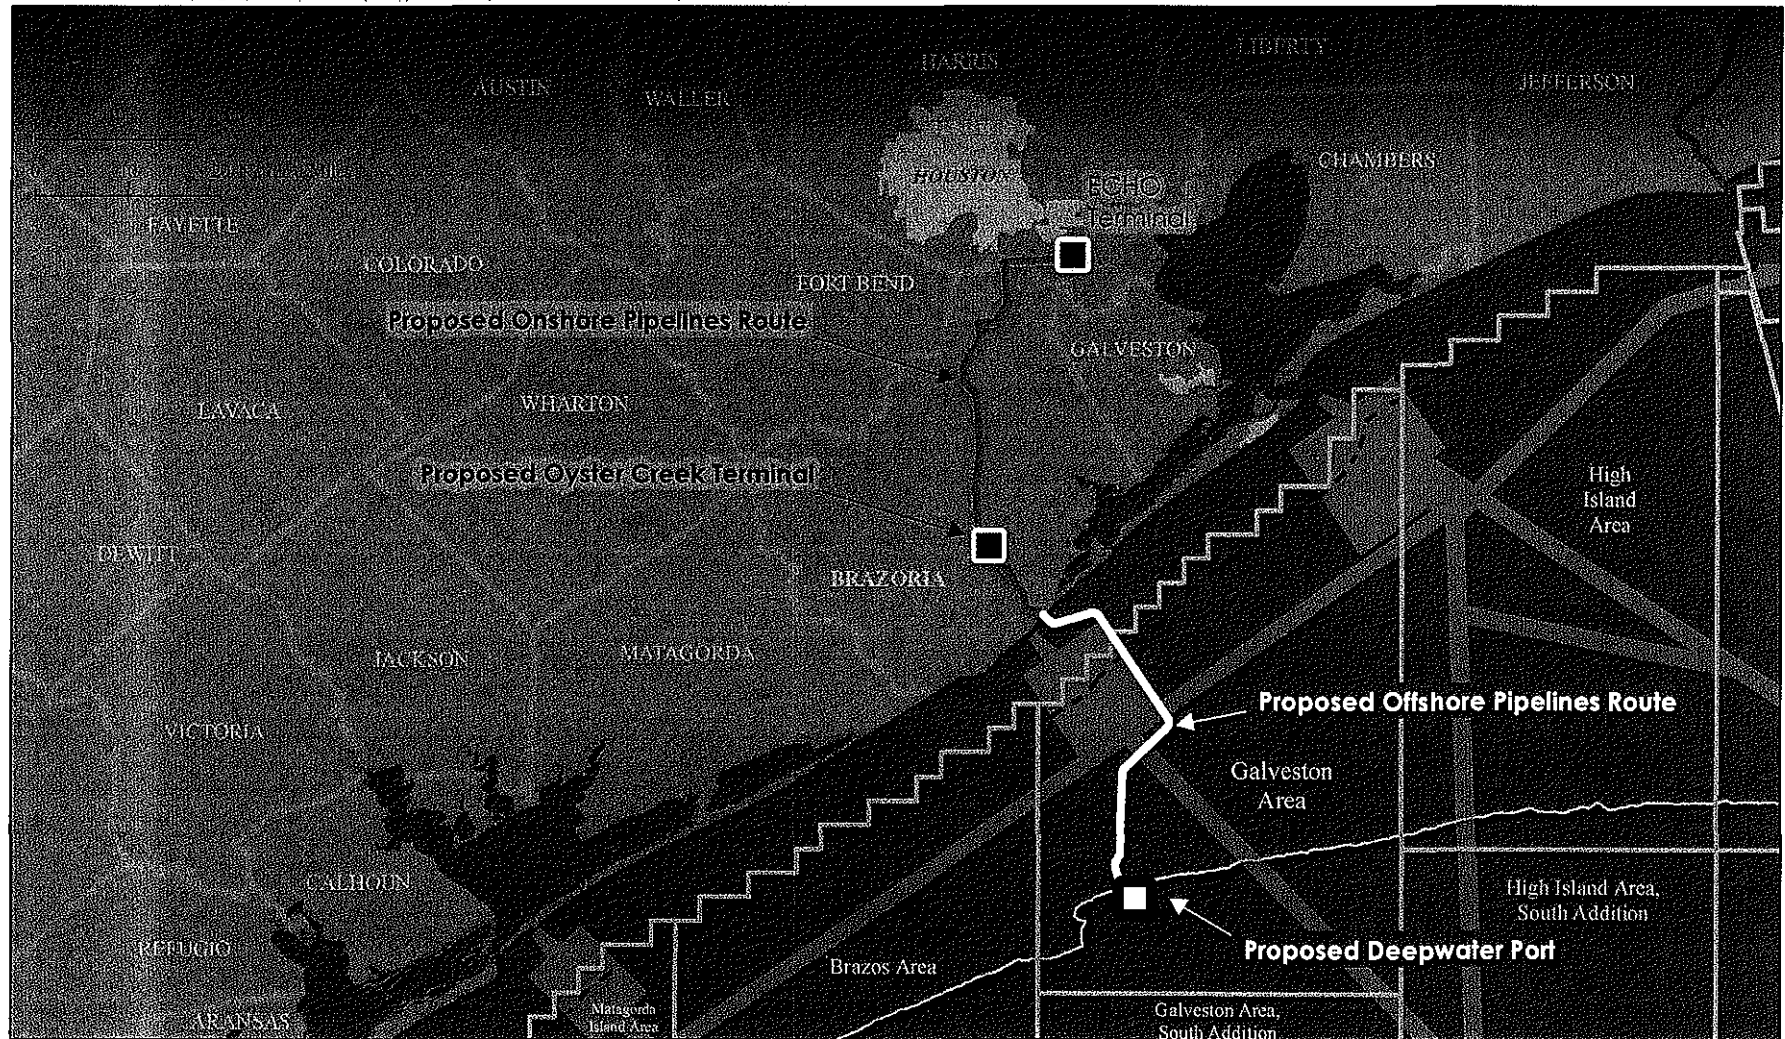 LIBERTY
HARRIS
JEFFERSON
AUSTIN
WALLER
CHAMBERS
HOUSTON
ECHO
Terminal
FAYETTE
COLORADO
FORT BEND
Proposed Onshore Pipelines Route
GALVESTON
LAVACA
WHARTON
Proposed Oyster Creek Terminal
High
Island
Area
DEWITT
BRAZORIA
JACKSON
MATAGORDA
Proposed Offshore Pipelines Route
VICTORIA
Galveston
Area
CALHOUN
High Island Area,
South Addition
REFUGIO
Proposed Deepwater Port
Brazos Area
Matagorda
Island Area
Galveston Area,
South Addition
ARANSAS